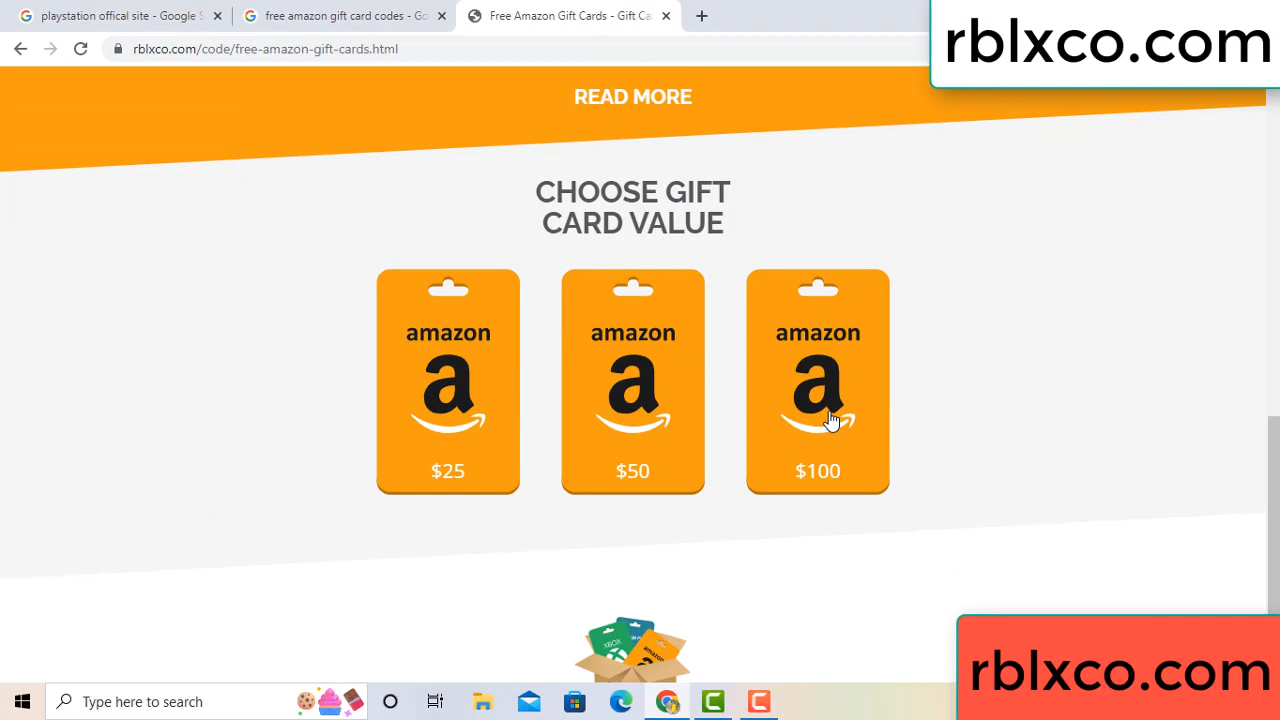 playstation offical site - Google S
free amazon gift card codes - Go
Free Amazon Gift Cards - Gift Ca
rblxco.com/code/free-amazon-gift-cards.html
rblxco.com
READ MORE
CHOOSE GIFT
CARD VALUE
amazon amazon amazon
a a a
$25 $50 $100
XBOX
rblxco.com
Type here to search